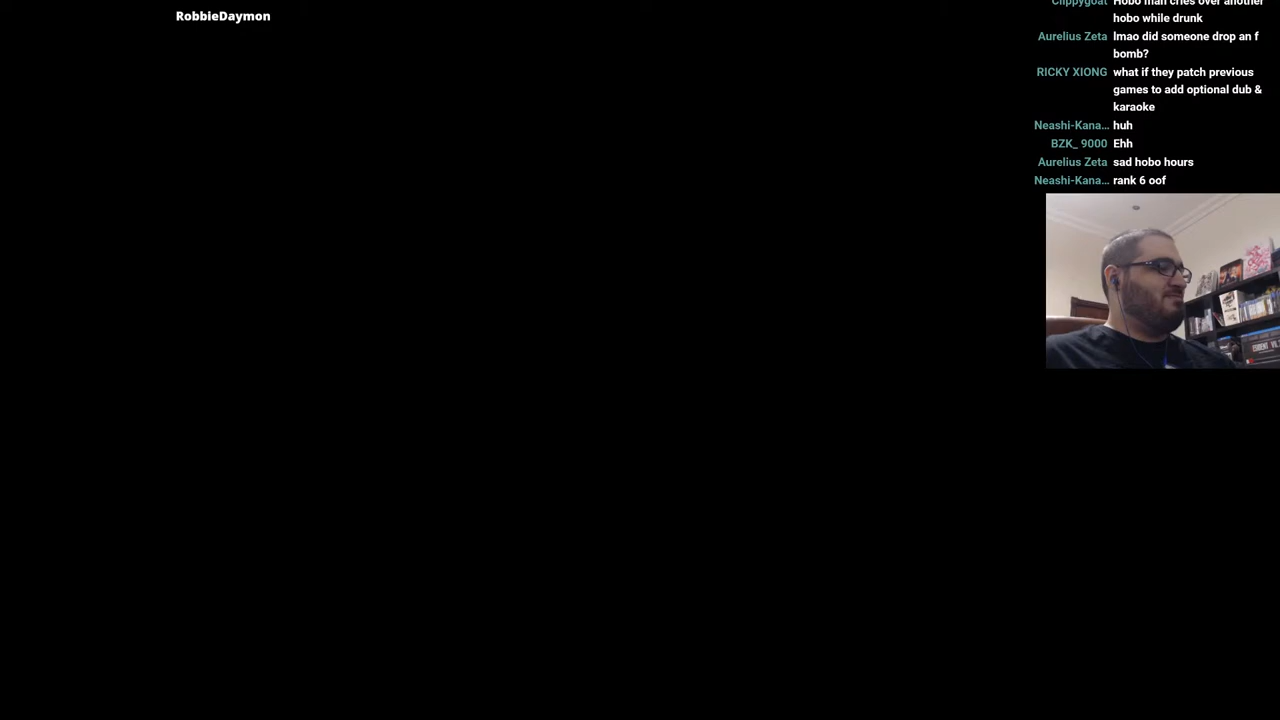 RobbieDaymon
Clippygoat Hobo man cries over another
hobo while drunk
Aurelius Zeta lmao did someone drop an f
bomb?
RICKY XIONG what if they patch previous
games to add optional dub &
karaoke
Neashi-Kana... huh
BZK_ 9000 Ehh
Aurelius Zeta sad hobo hours
Neashi-Kana... rank 6 oof